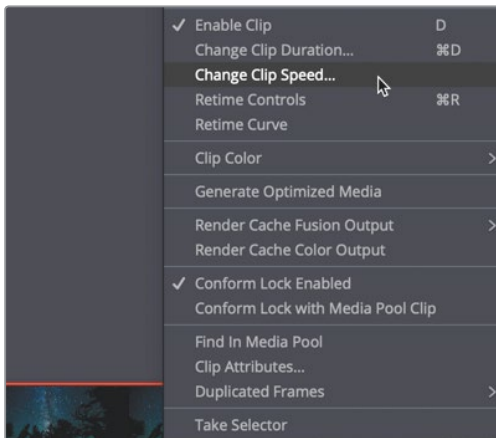 ✓ Enable Clip D
Change Clip Duration... ⌘D
Change Clip Speed...
Retime Controls ⌘R
Retime Curve
Clip Color >
Generate Optimized Media
Render Cache Fusion Output >
Render Cache Color Output
✓ Conform Lock Enabled
Conform Lock with Media Pool Clip
Find In Media Pool
Clip Attributes...
Duplicated Frames >
Take Selector